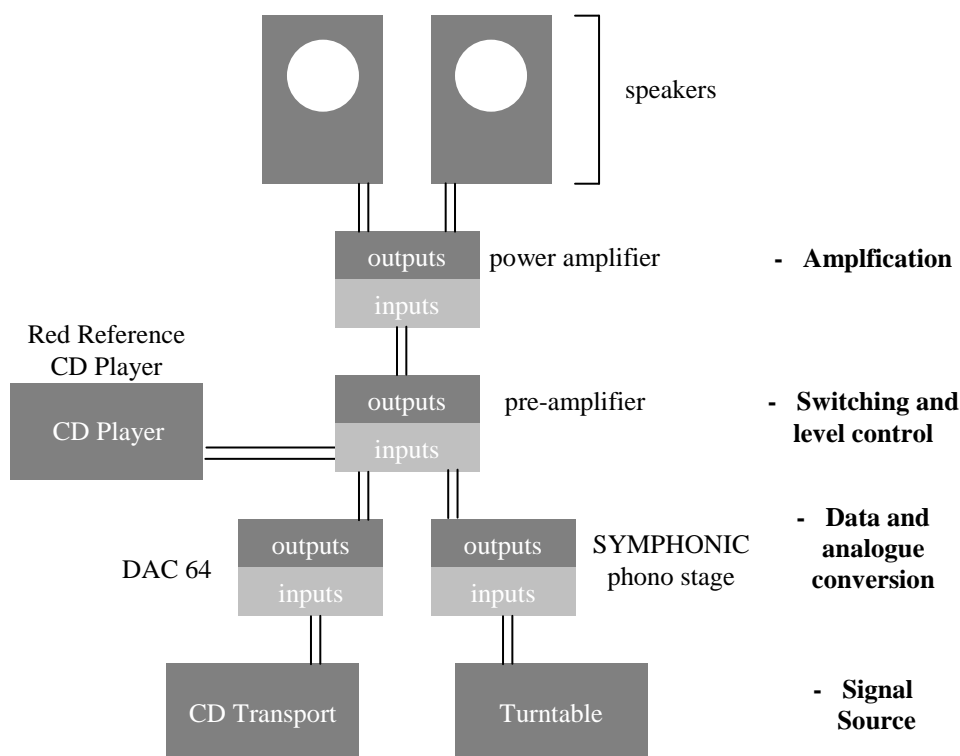 speakers
outputs
power amplifier
- Amplfication
inputs
Red Reference
CD Player
CD Player
outputs
pre-amplifier
inputs
- Switching and
level control
DAC 64
outputs
inputs
outputs
inputs
SYMPHONIC
phono stage
- Data and
analogue
conversion
CD Transport
Turntable
- Signal
Source